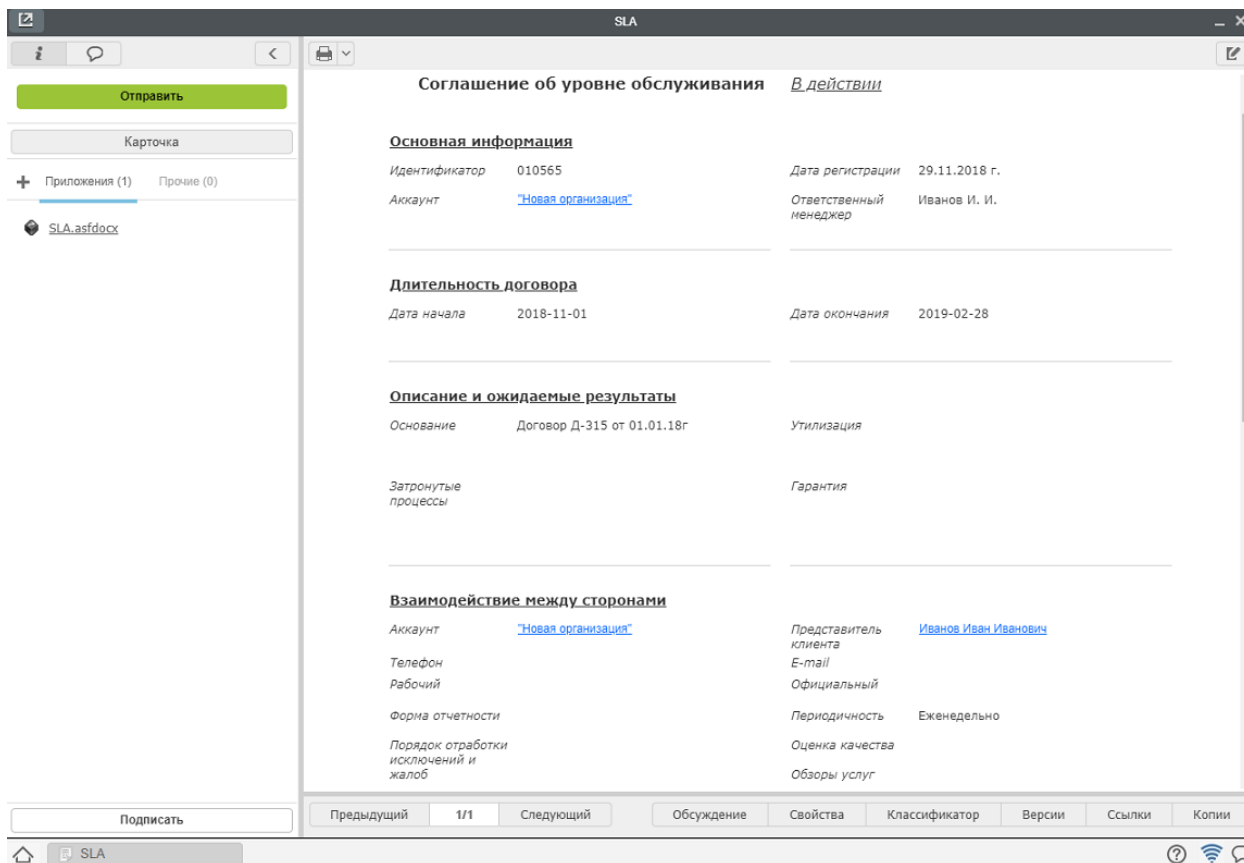 SLA
Отправить
Карточка
Приложения (1) Прочие (0)
SLA.asfdocx
Подписать
Соглашение об уровне обслуживания В действии
Основная информация
Идентификатор 010565 Дата регистрации 29.11.2018 г.
Аккаунт "Новая организация" Ответственный менеджер Иванов И. И.
Длительность договора
Дата начала 2018-11-01 Дата окончания 2019-02-28
Описание и ожидаемые результаты
Основание Договор Д-315 от 01.01.18г Утилизация
Затронутые
процессы
Гарантия
Взаимодействие между сторонами
Аккаунт "Новая организация" Представитель клиента Иванов Иван Иванович
Телефон E-mail
Рабочий Официальный
Форма отчетности Периодичность Еженедельно
Порядок отработки
исключений и
жалоб
Оценка качества
Обзоры услуг
Предыдущий 1/1 Следующий Обсуждение Свойства Классификатор Версии Ссылки Копии
SLA